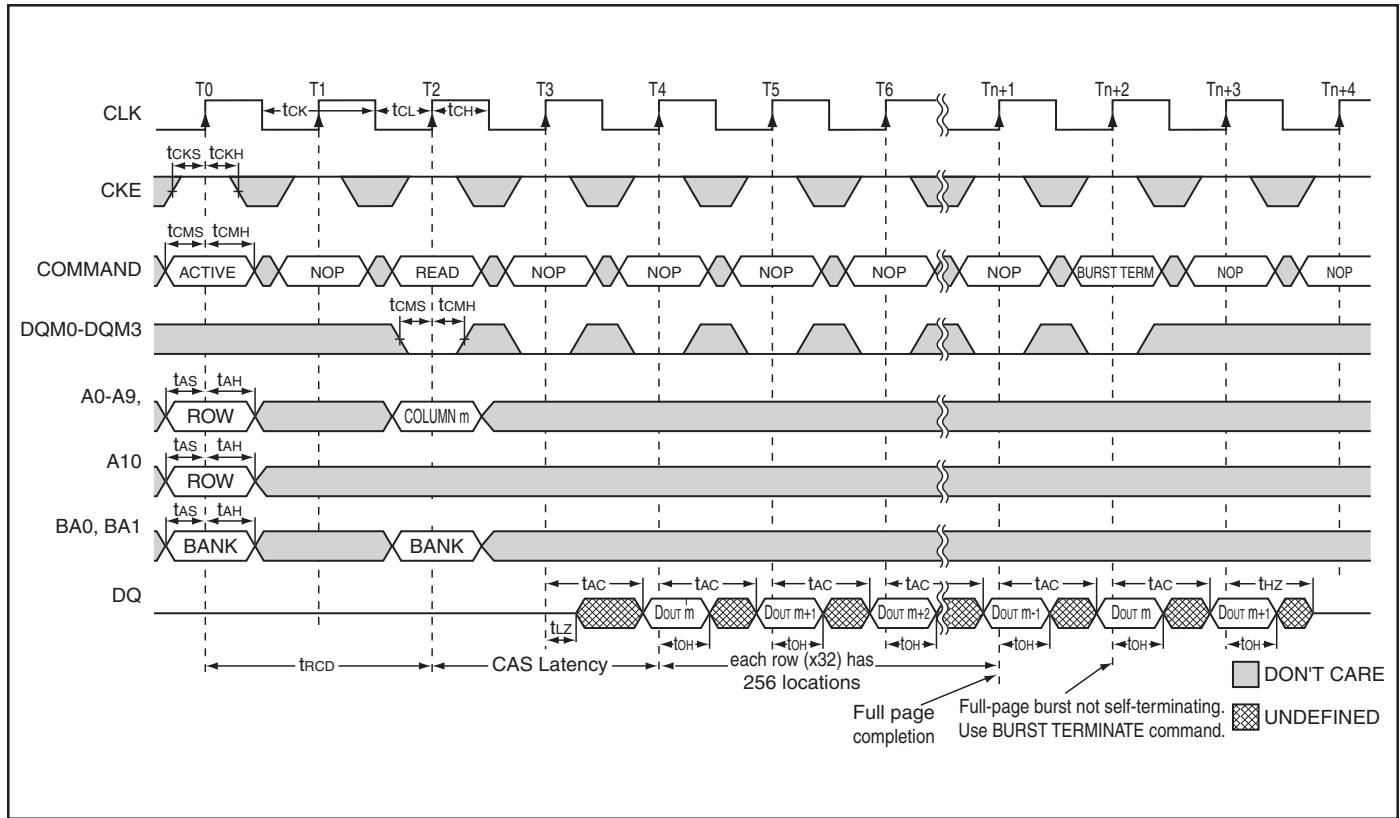 T0 T1 T2 T3 T4 T5 T6 Tn+1 Tn+2 Tn+3 Tn+4
CLK tCK tCL tCH
tCKS tCKH
CKE
tCMS tCMH
COMMAND ACTIVE NOP READ NOP NOP NOP NOP NOP BURST TERM NOP NOP
tCMS tCMH
DQM0-DQM3
tAS tAH
A0-A9, ROW COLUMN m
tAS tAH
A10 ROW
tAS tAH
BA0, BA1 BANK BANK
tAC tAC tAC tAC tAC tAC tHZ
DQ DOUT m DOUT m+1 DOUT m+2 DOUT m-1 DOUT m DOUT m+1
tLZ tOH tOH tOH tOH tOH tOH
tRCD CAS Latency each row (x32) has
256 locations
DON'T CARE
UNDEFINED
Full page
completion
Full-page burst not self-terminating.
Use BURST TERMINATE command.